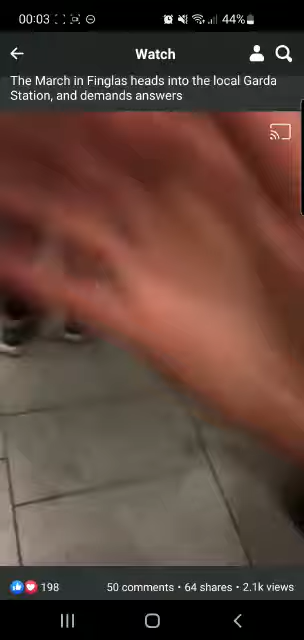 00:03 44%
Watch
The March in Finglas heads into the local Garda
Station, and demands answers
198 50 comments • 64 shares • 2.1k views